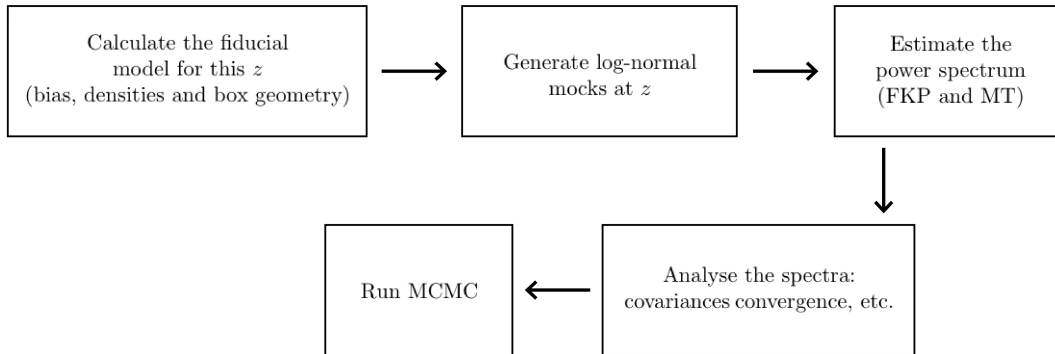 Calculate the fiducial
model for this z
(bias, densities and box geometry)
Generate log-normal
mocks at z
Estimate the
power spectrum
(FKP and MT)
Analyse the spectra:
covariances convergence, etc.
Run MCMC